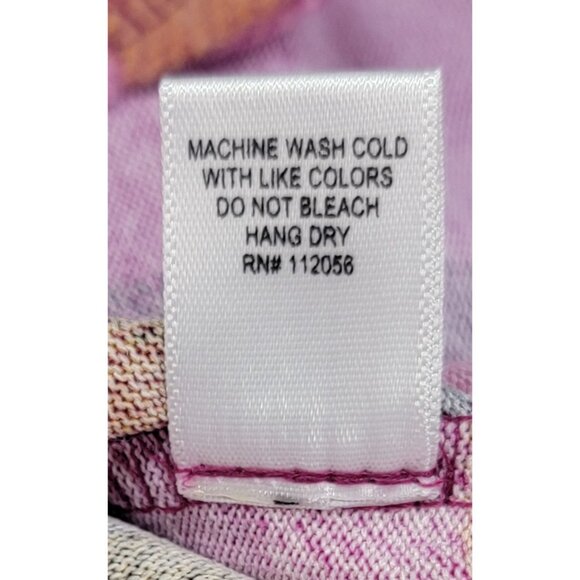 MACHINE WASH COLD
WITH LIKE COLORS
DO NOT BLEACH
HANG DRY
RN# 112056